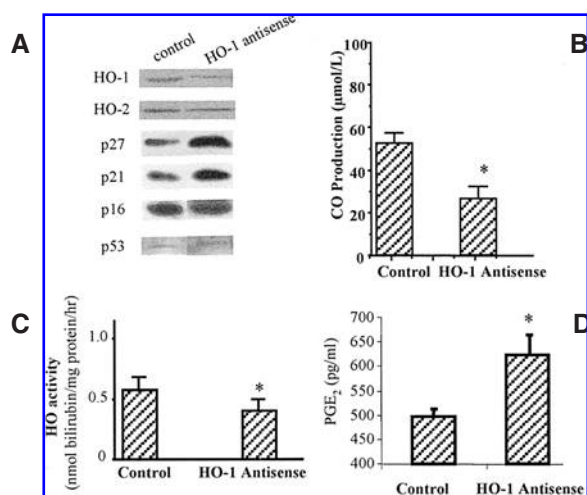 A
control
HO-1 antisense
HO-1
HO-2
p27
p21
p16
p53
B
CO Production (μmol/L)
100
80
60
40
20
0
*
Control HO-1 Antisense
C
HO activity
(nmol bilirubin/mg protein/hr)
1.0
0.5
0
*
Control HO-1 Antisense
D
PGE₂ (pg/ml)
700
650
600
550
500
450
400
*
Control HO-1 Antisense